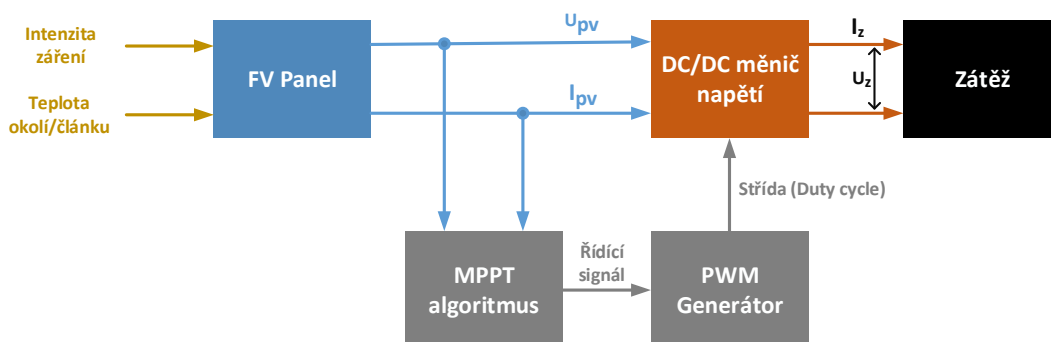 Intenzita
záření
Teplota
okolí/článku
FV Panel
Upv
Ipv
DC/DC měnič
napětí
Iz
Uz
Zátěž
Střída (Duty cycle)
MPPT
algoritmus
Řídící
signál
PWM
Generátor